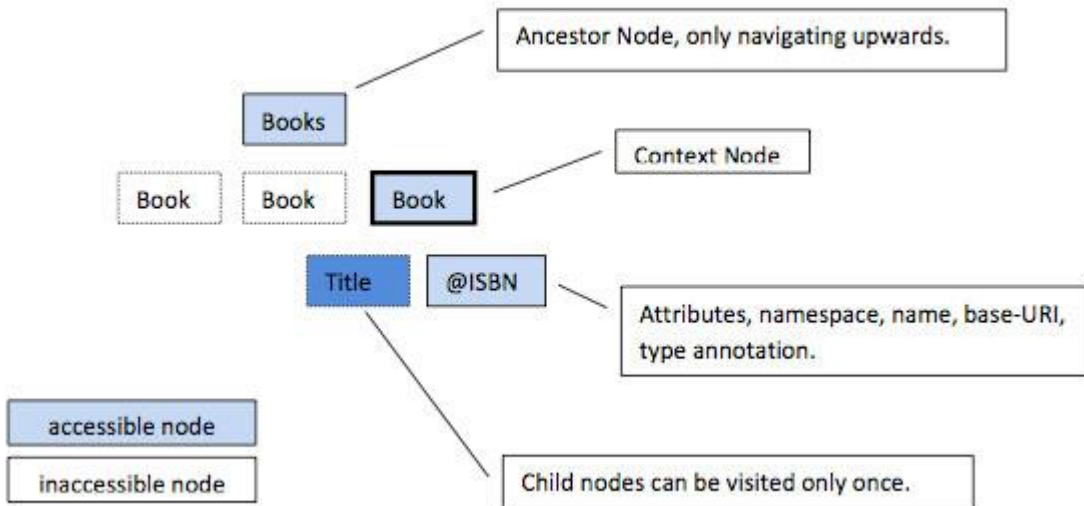 Ancestor Node, only navigating upwards.
Books
Context Node
Book
Book
Book
Title
@ISBN
Attributes, namespace, name, base-URI,
type annotation.
accessible node
inaccessible node
Child nodes can be visited only once.